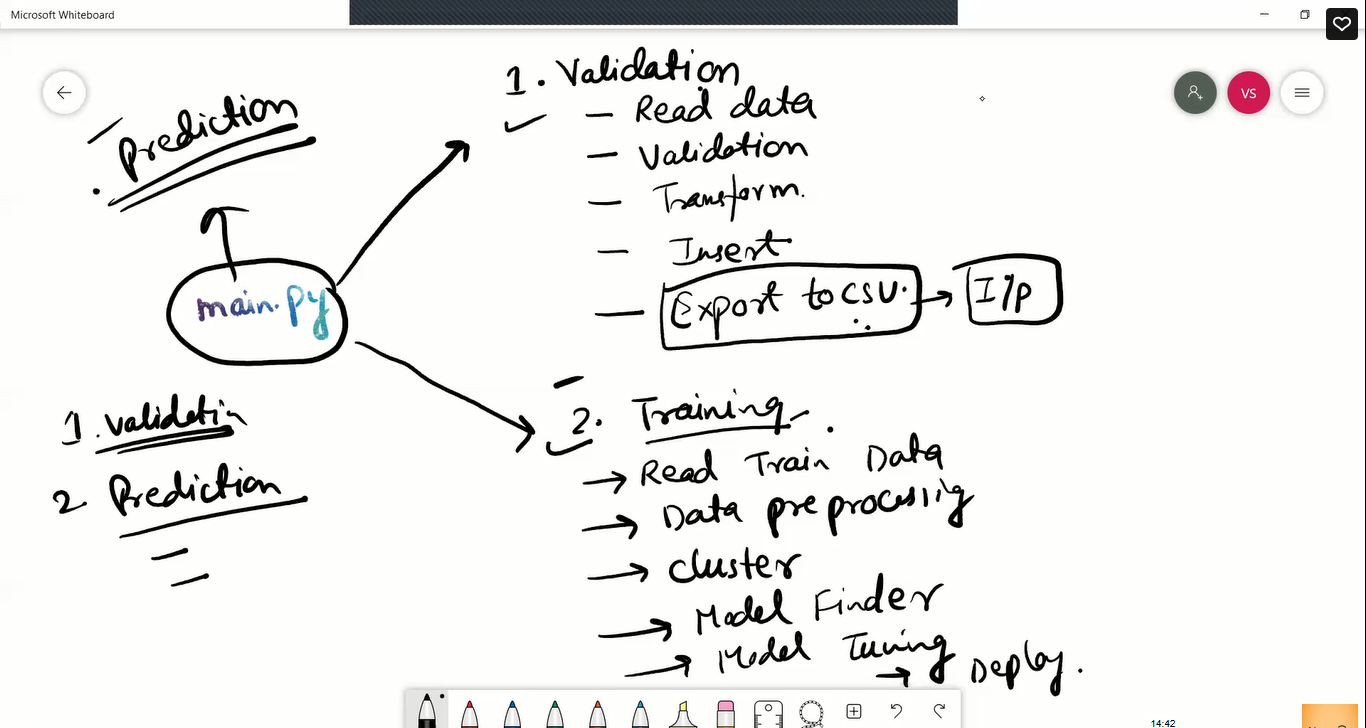 Microsoft Whiteboard
VS
Prediction
main.py
1. Validatin
2 Prediction
1. Validation
- Read data
- Validation
- Transform.
- Insert
- Export to CSV. → I/p
2. Training
→ Read Train Data
→ Data preprocessig
→ Cluster
→ Model Finder
→ Model Tuning
→ Deploy.
14:42